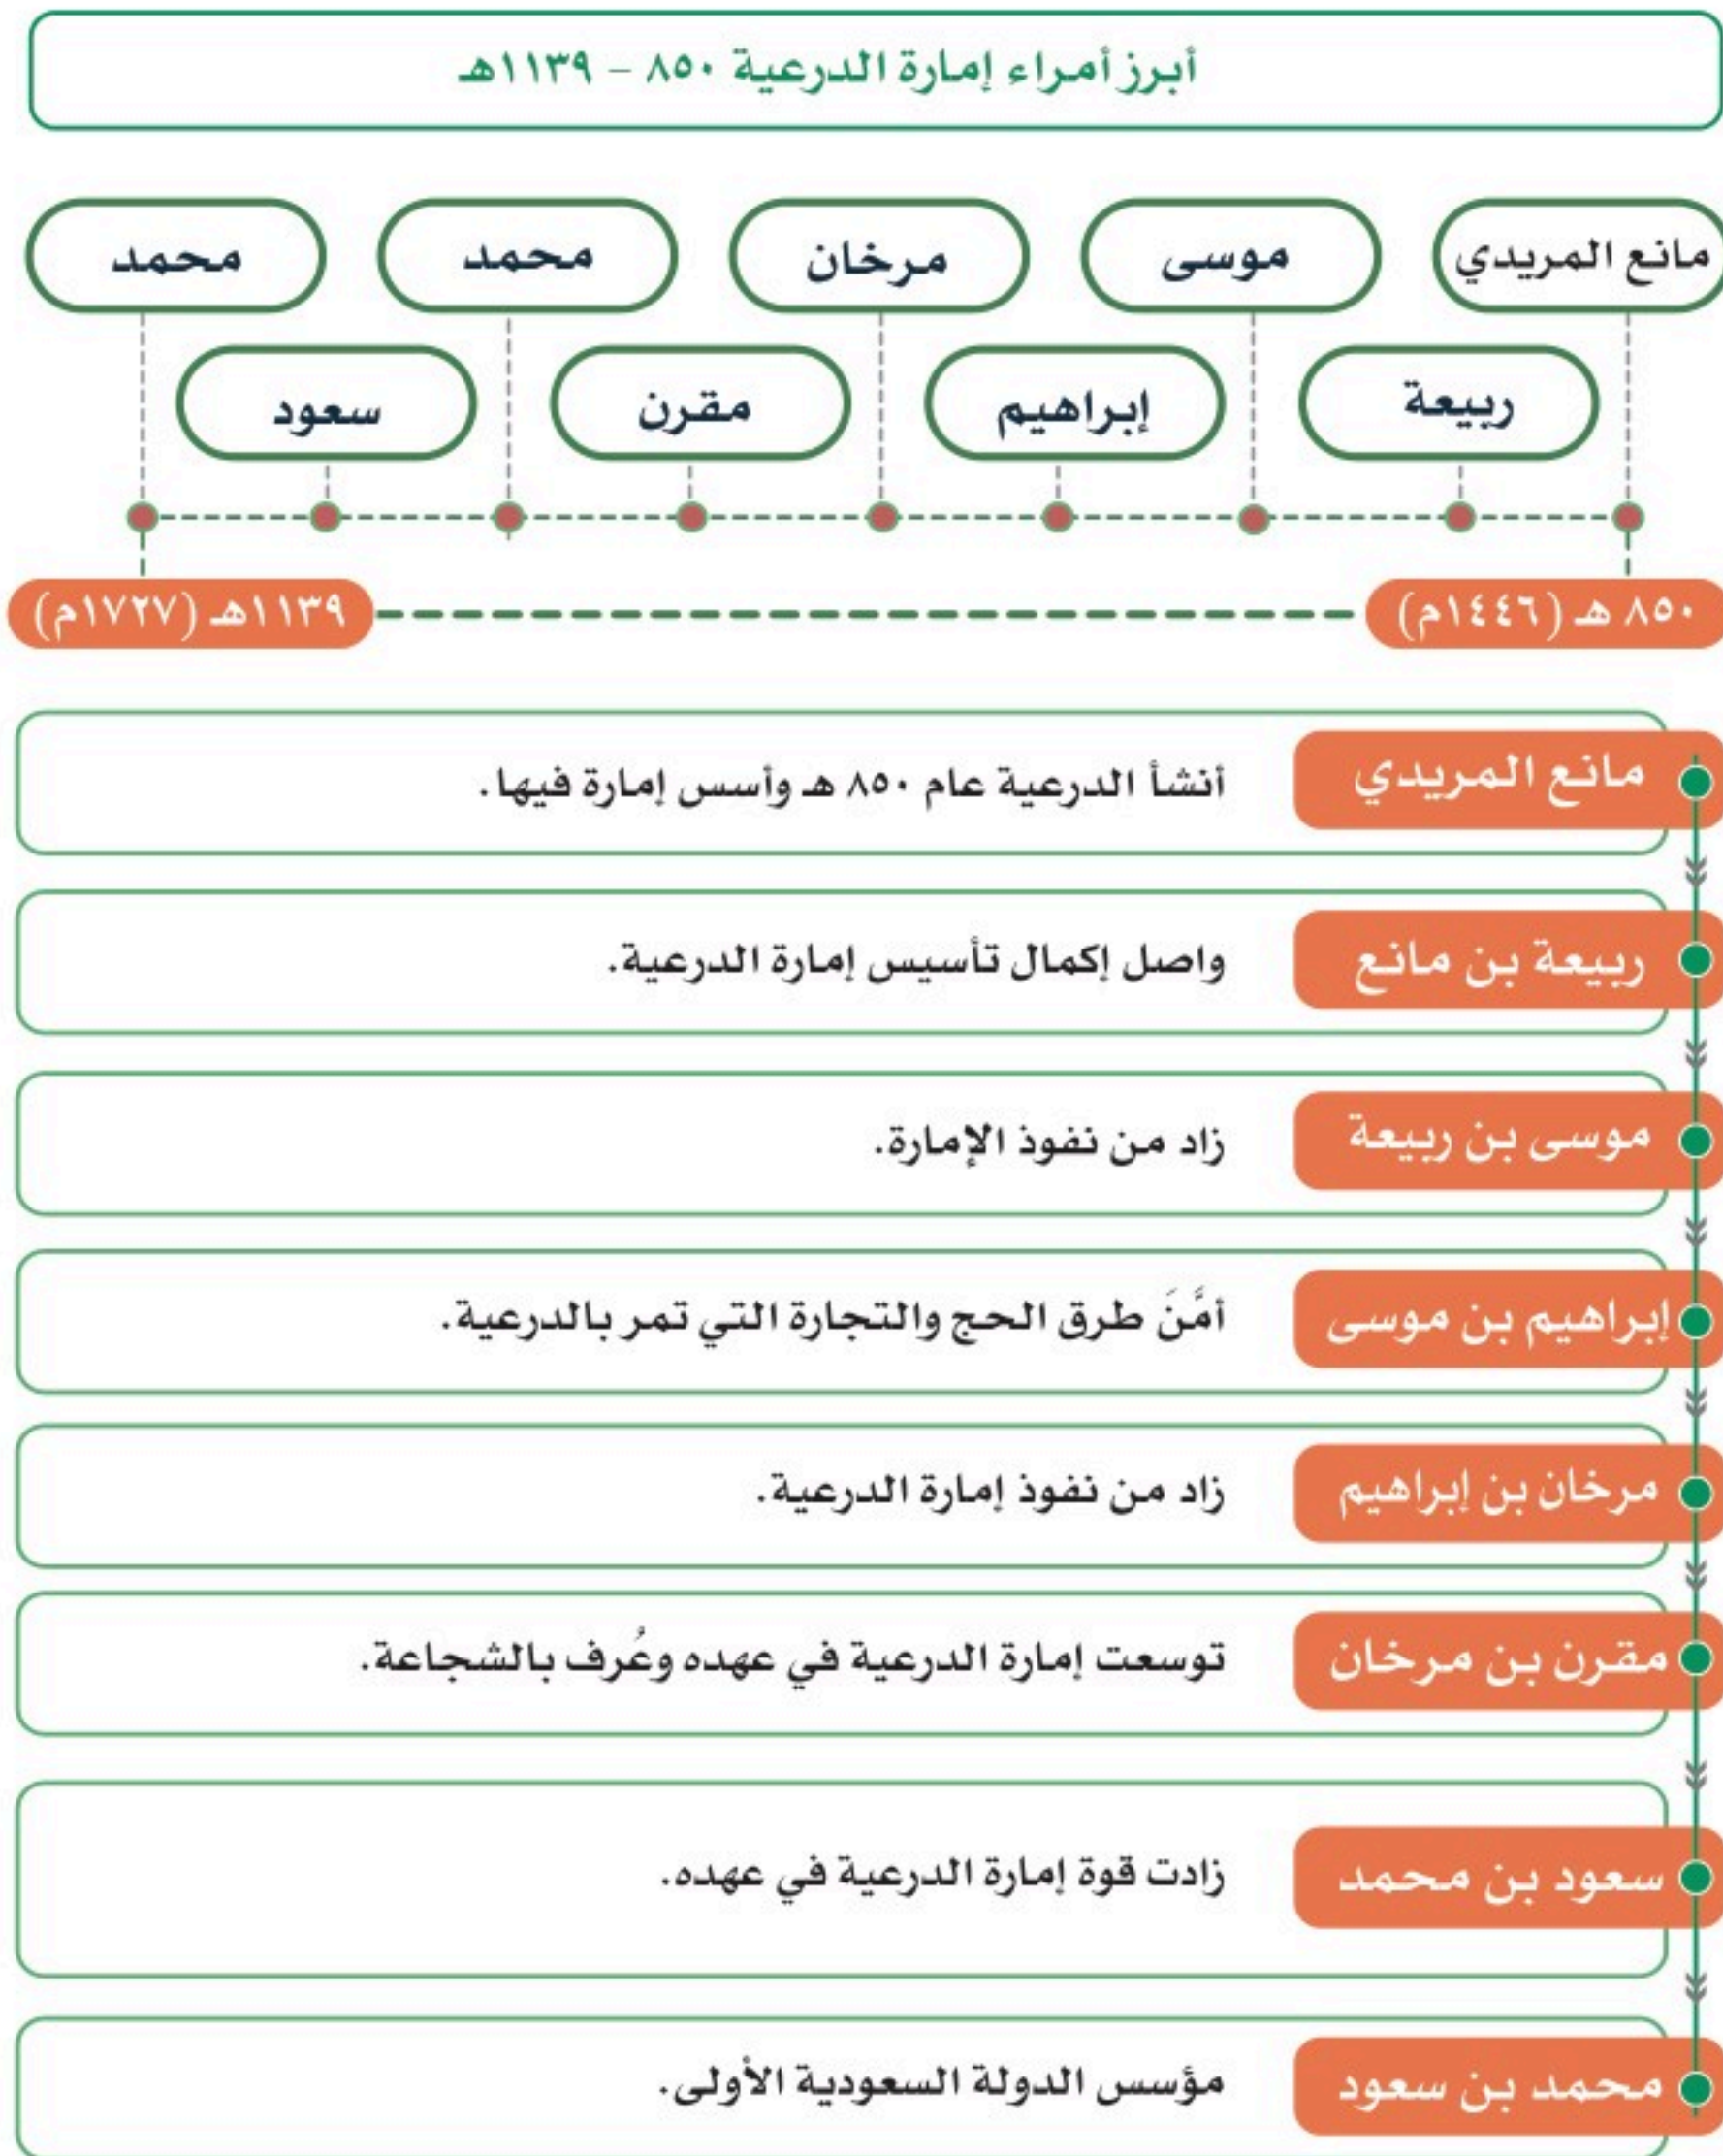 أبرز أمراء إمارة الدرعية ٨٥٠ – ١١٣٩هـ
مانع المريدي
ربيعة
موسى
إبراهيم
مرخان
مقرن
محمد
سعود
محمد
٨٥٠ هـ (١٤٤٦م)
١١٣٩هـ (١٧٢٧م)
مانع المريدي
أنشأ الدرعية عام ٨٥٠ هـ وأسس إمارة فيها.
ربيعة بن مانع
واصل إكمال تأسيس إمارة الدرعية.
موسى بن ربيعة
زاد من نفوذ الإمارة.
إبراهيم بن موسى
أمَّنَ طرق الحج والتجارة التي تمر بالدرعية.
مرخان بن إبراهيم
زاد من نفوذ إمارة الدرعية.
مقرن بن مرخان
توسعت إمارة الدرعية في عهده وعُرف بالشجاعة.
سعود بن محمد
زادت قوة إمارة الدرعية في عهده.
محمد بن سعود
مؤسس الدولة السعودية الأولى.